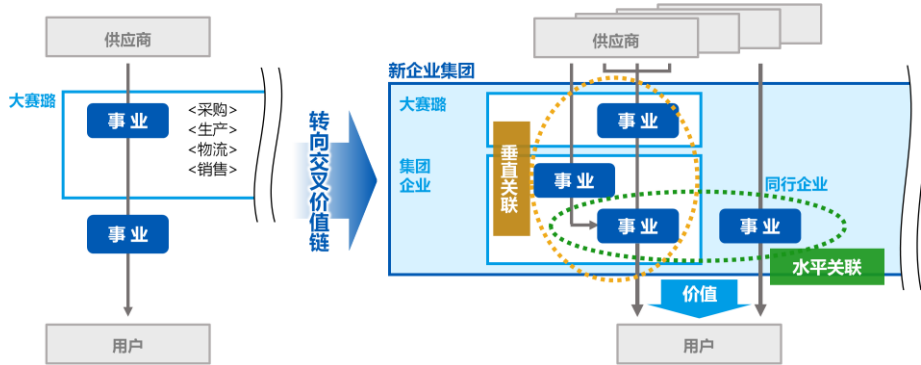 供应商
大赛璐
事业
<采购>
<生产>
<物流>
<销售>
事业
用户
转向交叉价值链
供应商
新企业集团
大赛璐
事业
垂直关联
集团
企业
事业
同行企业
事业
事业
水平关联
价值
用户